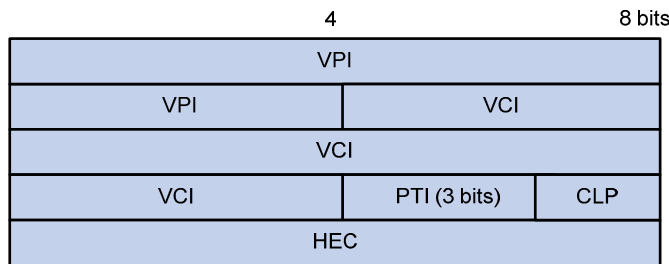 4 8 bits
VPI
VPI VCI
VCI
VCI PTI (3 bits) CLP
HEC